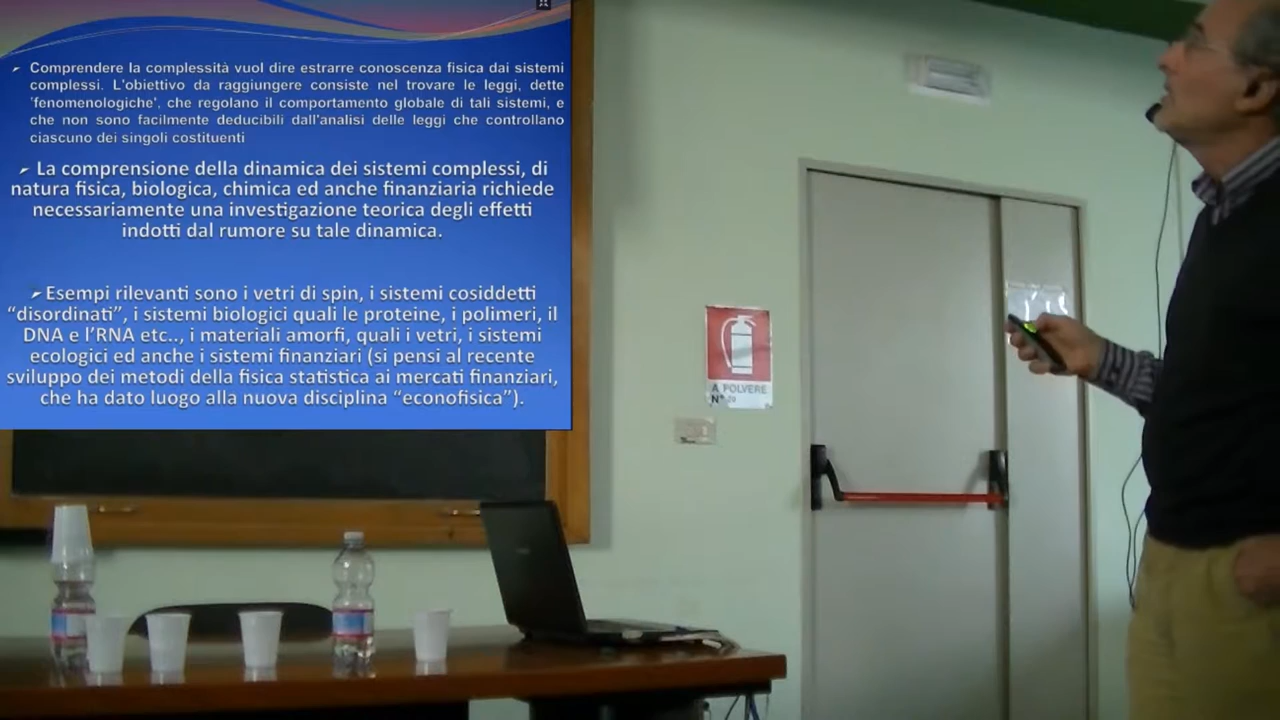 ➢ Comprendere la complessità vuol dire estrarre conoscenza fisica dai sistemi
complessi. L'obiettivo da raggiungere consiste nel trovare le leggi, dette
'fenomenologiche', che regolano il comportamento globale di tali sistemi, e
che non sono facilmente deducibili dall'analisi delle leggi che controllano
ciascuno dei singoli costituenti
➢ La comprensione della dinamica dei sistemi complessi, di
natura fisica, biologica, chimica ed anche finanziaria richiede
necessariamente una investigazione teorica degli effetti
indotti dal rumore su tale dinamica.
➢ Esempi rilevanti sono i vetri di spin, i sistemi cosiddetti
“disordinati”, i sistemi biologici quali le proteine, i polimeri, il
DNA e l’RNA etc.., i materiali amorfi, quali i vetri, i sistemi
ecologici ed anche i sistemi finanziari (si pensi al recente
sviluppo dei metodi della fisica statistica ai mercati finanziari,
che ha dato luogo alla nuova disciplina “econofisica”).
A POLVERE
N°